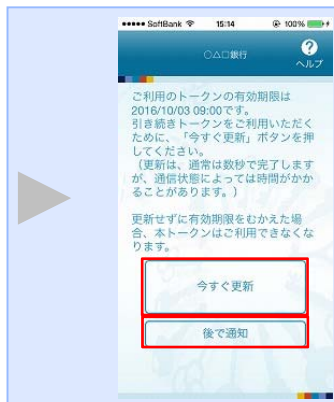 ●●●●● SoftBank 15:14 100%
○△□銀行
?
ヘルプ
ご利用のトークンの有効期限は
2016/10/03 09:00です。
引き続きトークンをご利用いただく
ために、「今すぐ更新」ボタンを押
してください。
（更新は、通常は数秒で完了します
が、通信状態によっては時間がかか
ることがあります。）
更新せずに有効期限をむかえた場
合、本トークンはご利用できなくな
ります。
今すぐ更新
後で通知